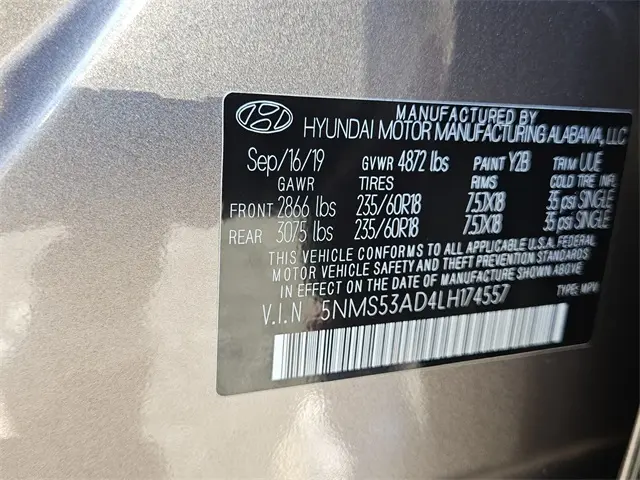 MANUFACTURED BY
HYUNDAI MOTOR MANUFACTURING ALABAMA, LLC
Sep/16/19 GVWR 4872 lbs PAINT Y2B TRIM UUE
GAWR TIRES RIMS COLD TIRE INFL
FRONT 2866 lbs 235/60R18 7.5JX18 35 psi SINGLE
REAR 3075 lbs 235/60R18 7.5JX18 35 psi SINGLE
THIS VEHICLE CONFORMS TO ALL APPLICABLE U.S.A. FEDERAL
MOTOR VEHICLE SAFETY AND THEFT PREVENTION STANDARDS
IN EFFECT ON THE DATE OF MANUFACTURE SHOWN ABOVE.
V.I.N 5NMS53AD4LH174557 TYPE: MPV